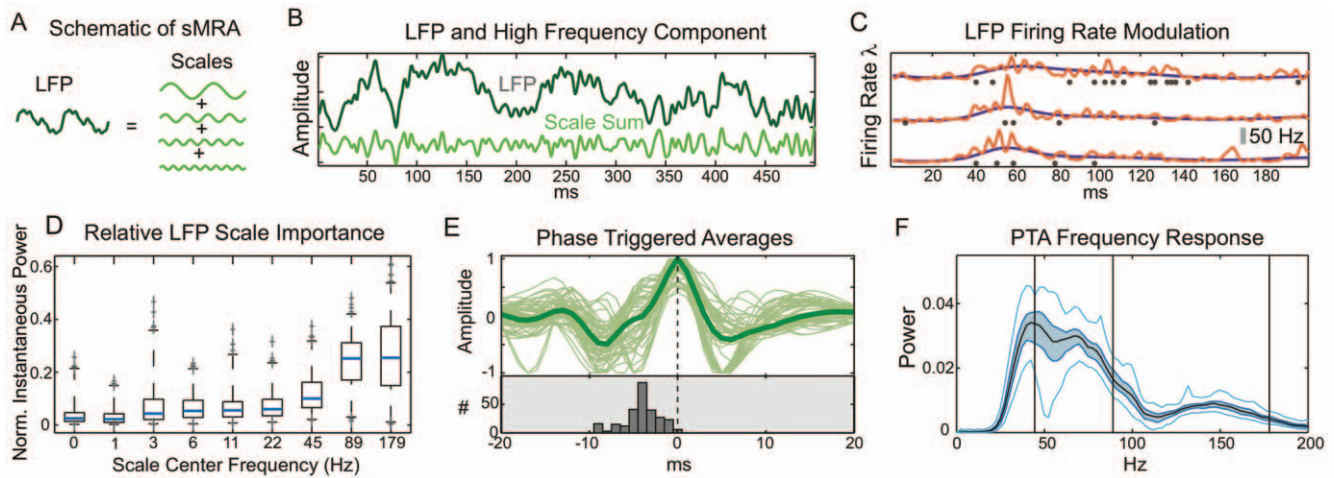 A Schematic of sMRA
LFP
Scales
=
+
+
+
B LFP and High Frequency Component
Amplitude
LFP
Scale Sum
50 100 150 200 250 300 350 400 450
ms
C LFP Firing Rate Modulation
Firing Rate λ
50 Hz
20 40 60 80 100 120 140 160 180
ms
D Relative LFP Scale Importance
Norm. Instantaneous Power
0.6
0.4
0.2
0
0 1 3 6 11 22 45 89 179
Scale Center Frequency (Hz)
E Phase Triggered Averages
Amplitude
1
0
-1
#
50
0
-20 -10 0 10 20
ms
F PTA Frequency Response
Power
0.04
0.02
0
0 50 100 150 200
Hz